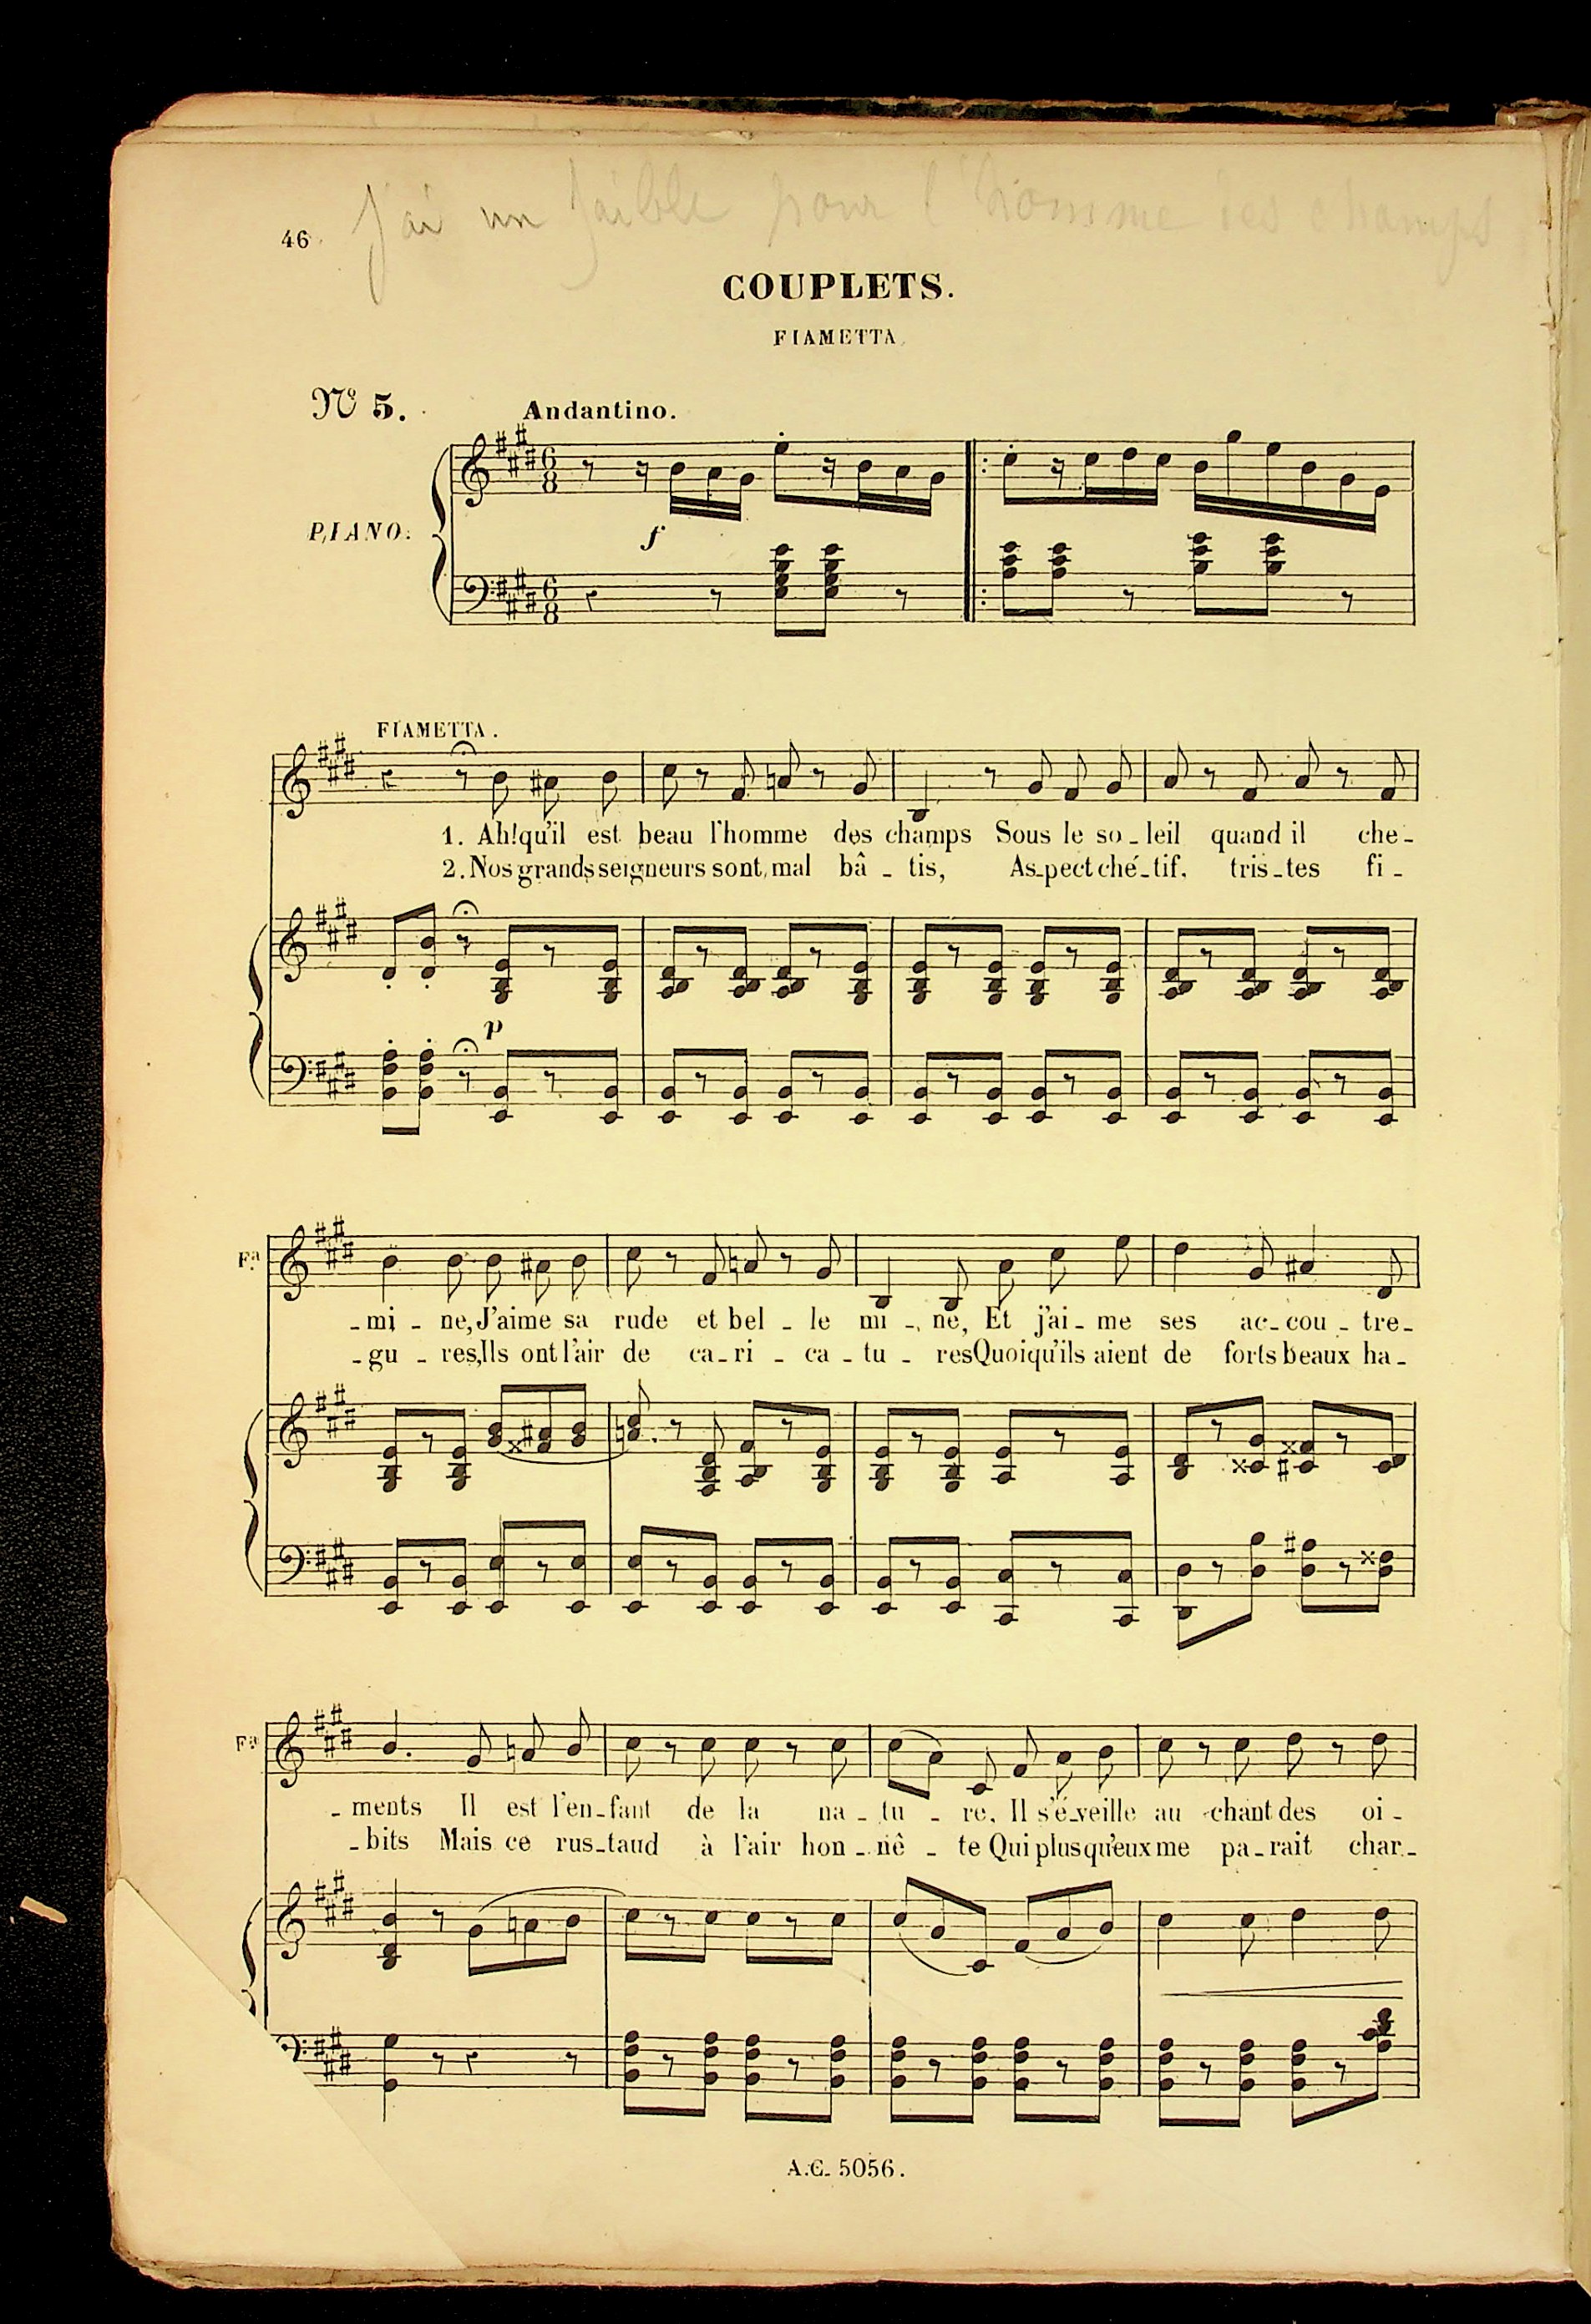 46
J'ai un faible pour l'homme des champs
COUPLETS.
FIAMETTA
Nº 5.
Andantino.
PIANO.
f
FIAMETTA.
1. Ah! qu'il est beau l'homme des champs Sous le so_leil quand il che_
2. Nos grands seigneurs sont mal bâ_tis, As_pect ché_tif, tris_tes fi_
p
Fa
_mi_ne, J'aime sa rude et bel_le mi_ne, Et j'ai_me ses ac_cou_tre_
_gu_res, Ils ont l'air de ca_ri_ca_tu_res Quoiqu'ils aient de forts beaux ha_
Fa
_ments Il est l'en_fant de la na_tu_re, Il s'é_veille au chant des oi_
_bits Mais ce rus_taud à l'air hon_nê_te Qui plus qu'eux me pa_rait char_
A.C. 5056.